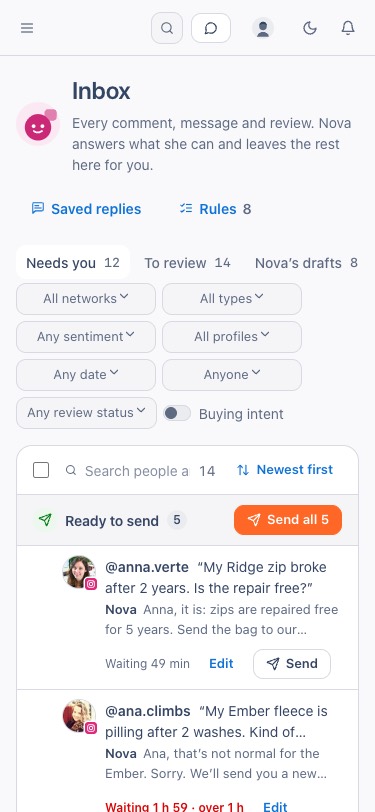 Inbox
Every comment, message and review. Nova
answers what she can and leaves the rest
here for you.
Saved replies
Rules 8
Needs you 12
To review 14
Nova's drafts 8
All networks
All types
Any sentiment
All profiles
Any date
Anyone
Any review status
Buying intent
Search people a
14
Newest first
Ready to send 5
Send all 5
@anna.verte “My Ridge zip broke
after 2 years. Is the repair free?”
Nova Anna, it is: zips are repaired free
for 5 years. Send the bag to our…
Waiting 49 min
Edit
Send
@ana.climbs “My Ember fleece is
pilling after 2 washes. Kind of…
Nova Ana, that's not normal for the
Ember. Sorry. We'll send you a new…
Waiting 1 h 59 · over 1 h
Edit